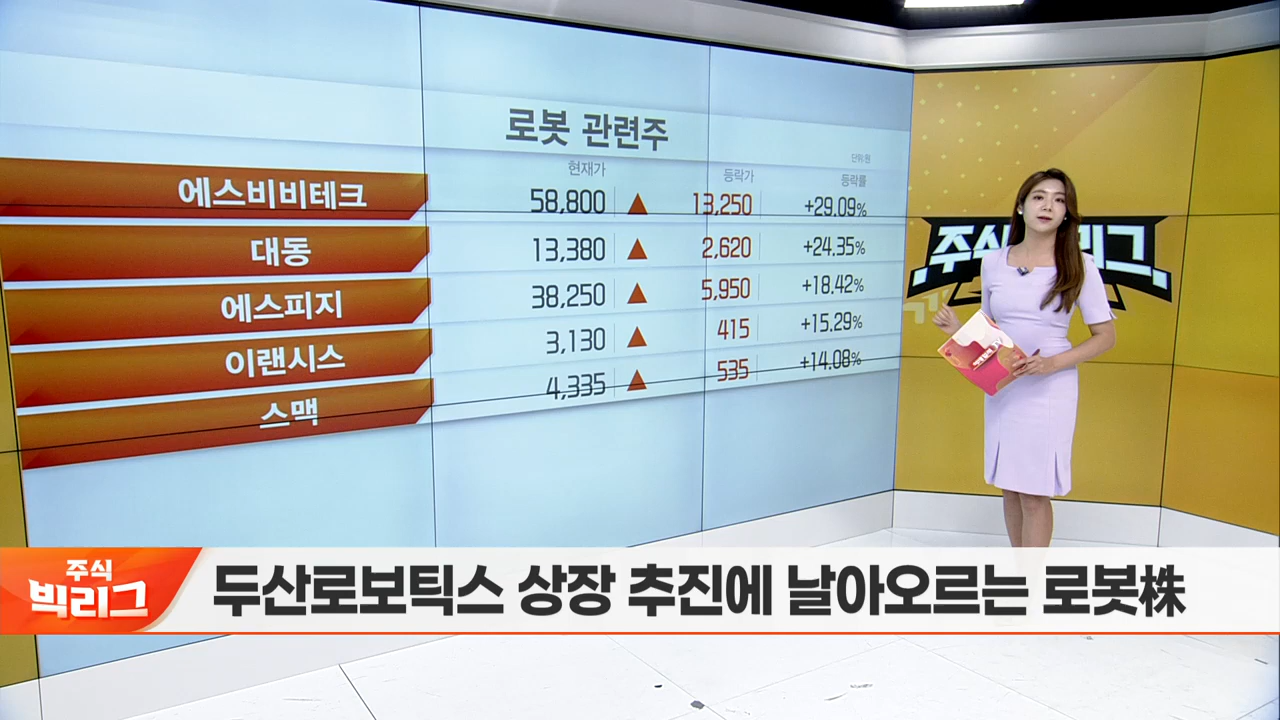 로봇 관련주
단위:원
현재가 등락가 등락률
에스비비테크 58,800 ▲ 13,250 +29.09%
대동 13,380 ▲ 2,620 +24.35%
에스피지 38,250 ▲ 5,950 +18.42%
이랜시스 3,130 ▲ 415 +15.29%
스맥 4,335 ▲ 535 +14.08%
주식 리그
주식
빅리그
두산로보틱스 상장 추진에 날아오르는 로봇株